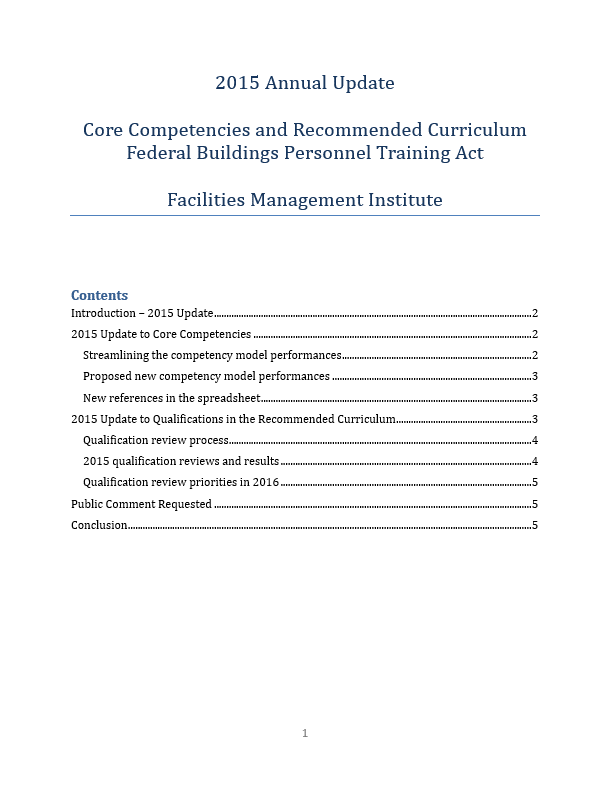 2015 Annual Update
Core Competencies and Recommended Curriculum
Federal Buildings Personnel Training Act
Facilities Management Institute
Contents
Introduction – 2015 Update....................2
2015 Update to Core Competencies....................2
Streamlining the competency model performances....................2
Proposed new competency model performances....................3
New references in the spreadsheet....................3
2015 Update to Qualifications in the Recommended Curriculum....................3
Qualification review process....................4
2015 qualification reviews and results....................4
Qualification review priorities in 2016....................5
Public Comment Requested....................5
Conclusion....................5
1